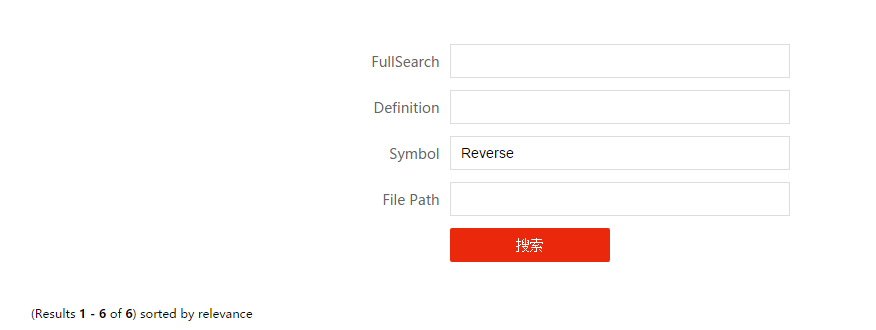 FullSearch
Definition
Symbol Reverse
File Path
搜索
(Results 1 - 6 of 6) sorted by relevance